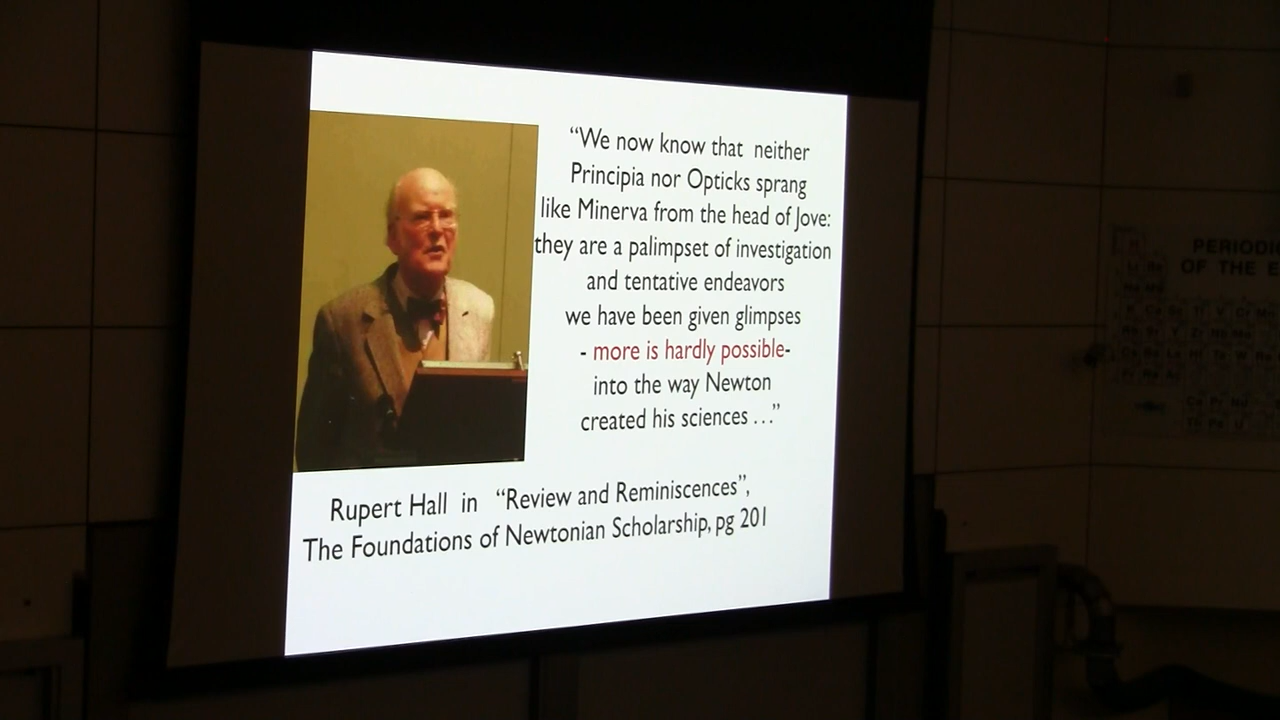 “We now know that neither
Principia nor Opticks sprang
like Minerva from the head of Jove:
they are a palimpset of investigation
and tentative endeavors
we have been given glimpses
- more is hardly possible-
into the way Newton
created his sciences ...”
Rupert Hall in “Review and Reminiscences”,
The Foundations of Newtonian Scholarship, pg 201
PERIODI
OF THE E